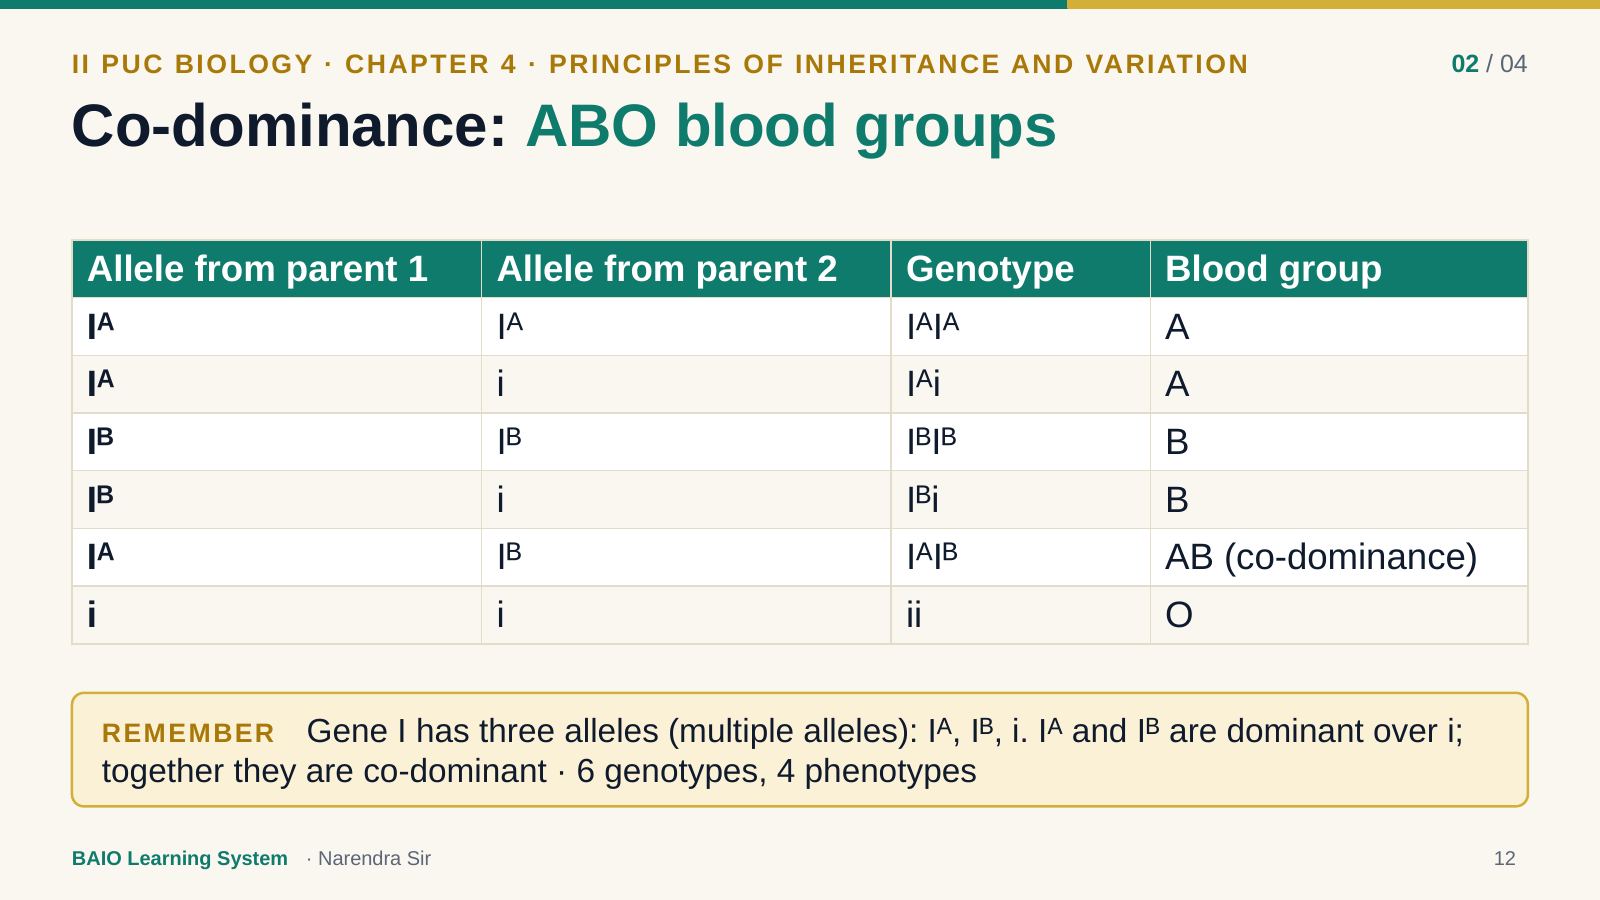 II PUC BIOLOGY · CHAPTER 4 · PRINCIPLES OF INHERITANCE AND VARIATION 02 / 04
Co-dominance: ABO blood groups
Allele from parent 1 Allele from parent 2 Genotype Blood group
Iᴬ Iᴬ IᴬIᴬ A
Iᴬ i Iᴬi A
Iᴮ Iᴮ IᴮIᴮ B
Iᴮ i Iᴮi B
Iᴬ Iᴮ IᴬIᴮ AB (co-dominance)
i i ii O
REMEMBER Gene I has three alleles (multiple alleles): Iᴬ, Iᴮ, i. Iᴬ and Iᴮ are dominant over i;
together they are co-dominant · 6 genotypes, 4 phenotypes
BAIO Learning System · Narendra Sir 12